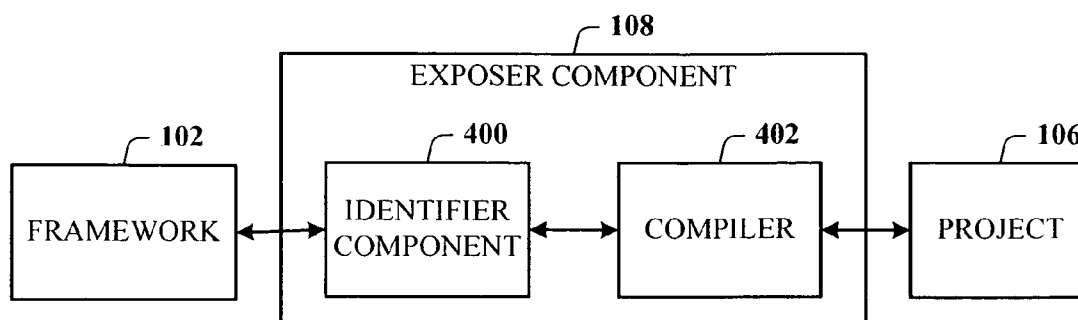 108
EXPOSER COMPONENT
102
400
402
106
FRAMEWORK
IDENTIFIER
COMPONENT
COMPILER
PROJECT